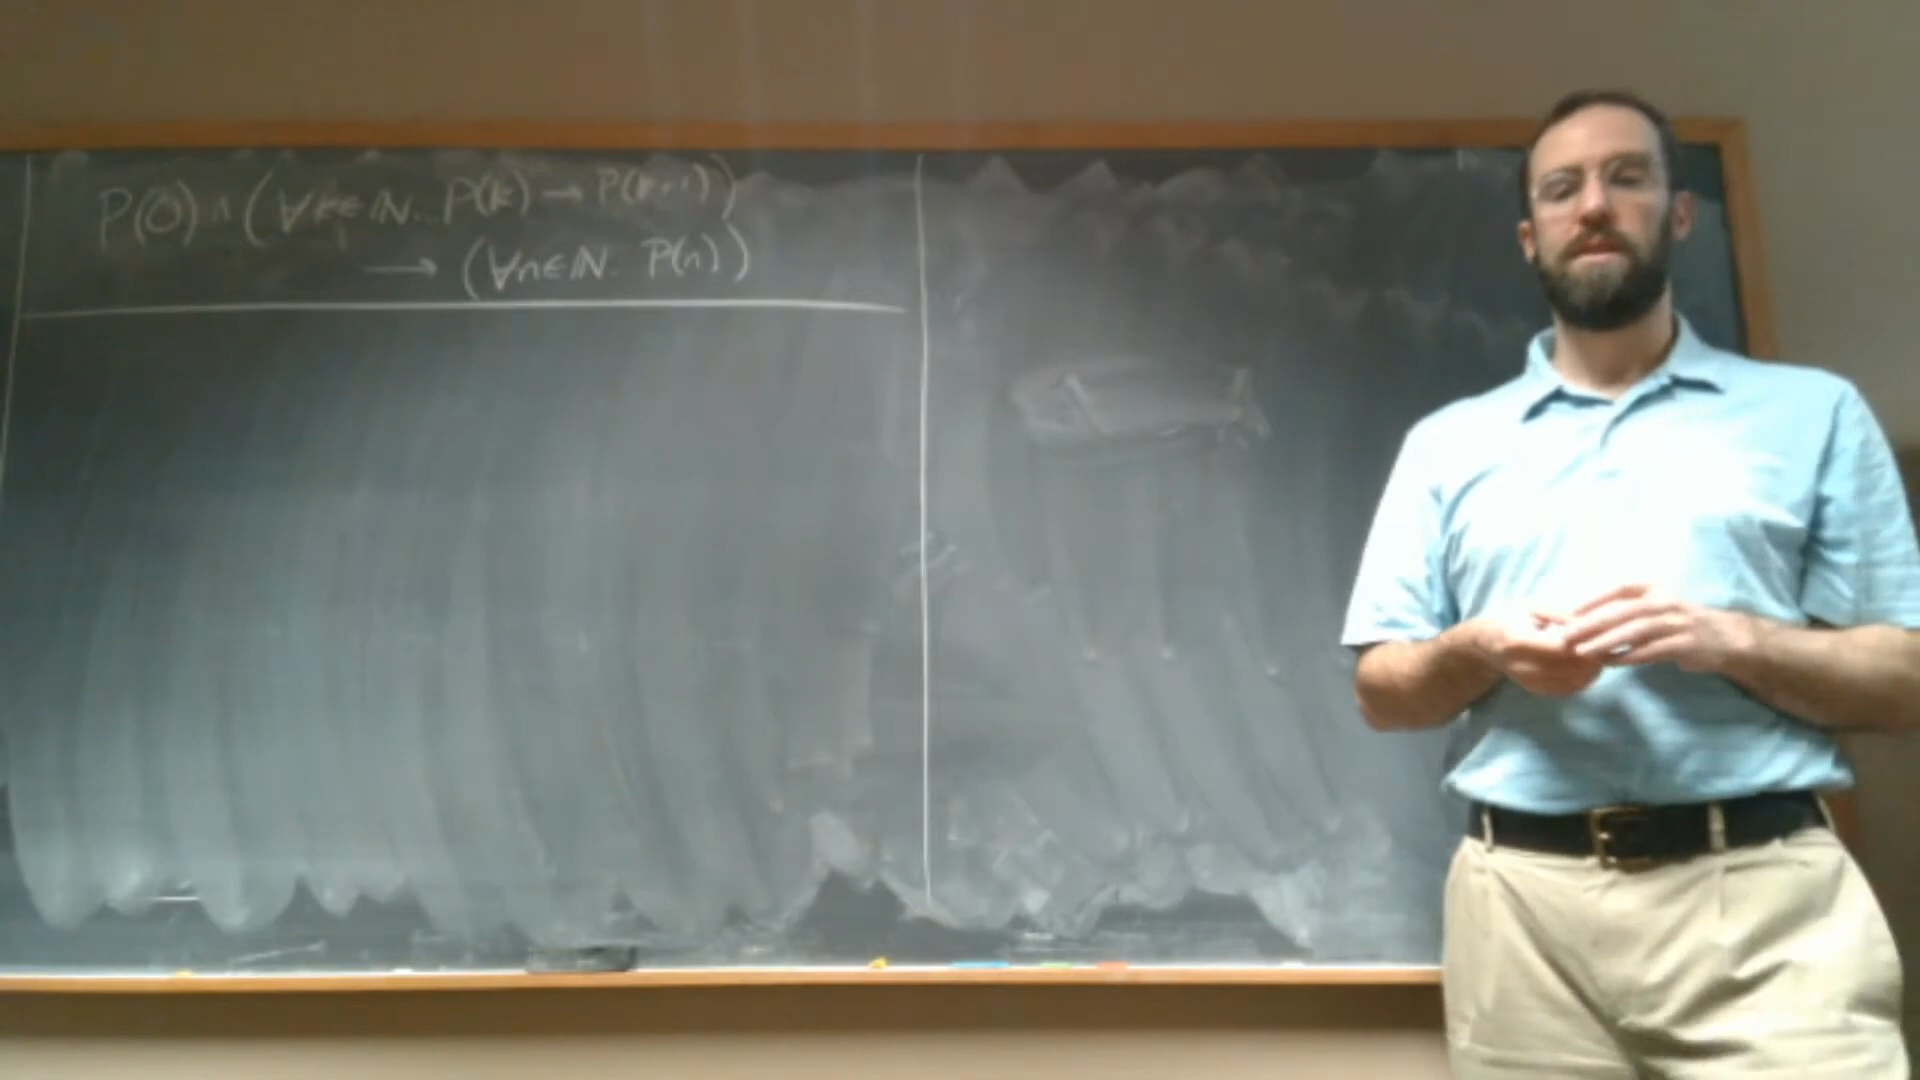 P(0) ∧ (∀k∈ℕ. P(k) → P(k+1))
→ (∀n∈ℕ. P(n))